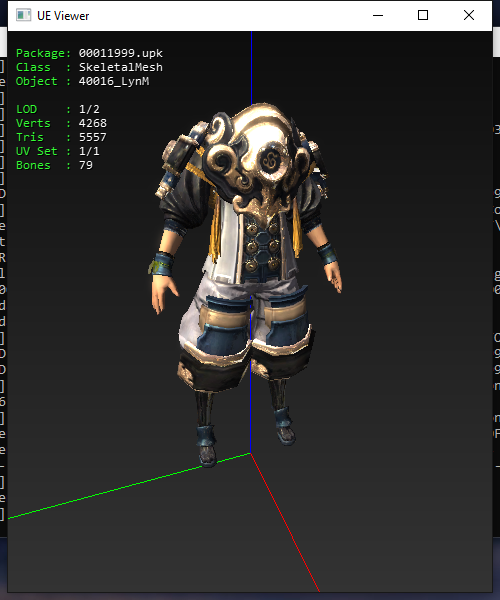 UE Viewer
Package: 00011999.upk
Class : SkeletalMesh
Object : 40016_LynM
LOD : 1/2
Verts : 4268
Tris : 5557
UV Set : 1/1
Bones : 79